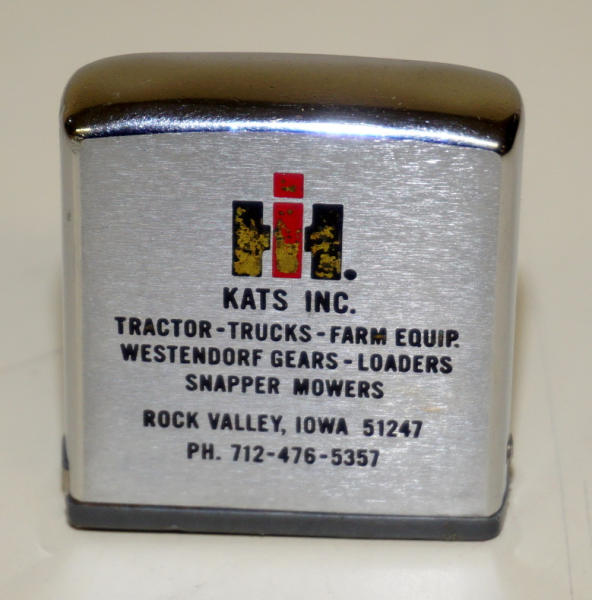 IH.
KATS INC.
TRACTOR-TRUCKS-FARM EQUIP.
WESTENDORF GEARS-LOADERS
SNAPPER MOWERS
ROCK VALLEY, IOWA 51247
PH. 712-476-5357